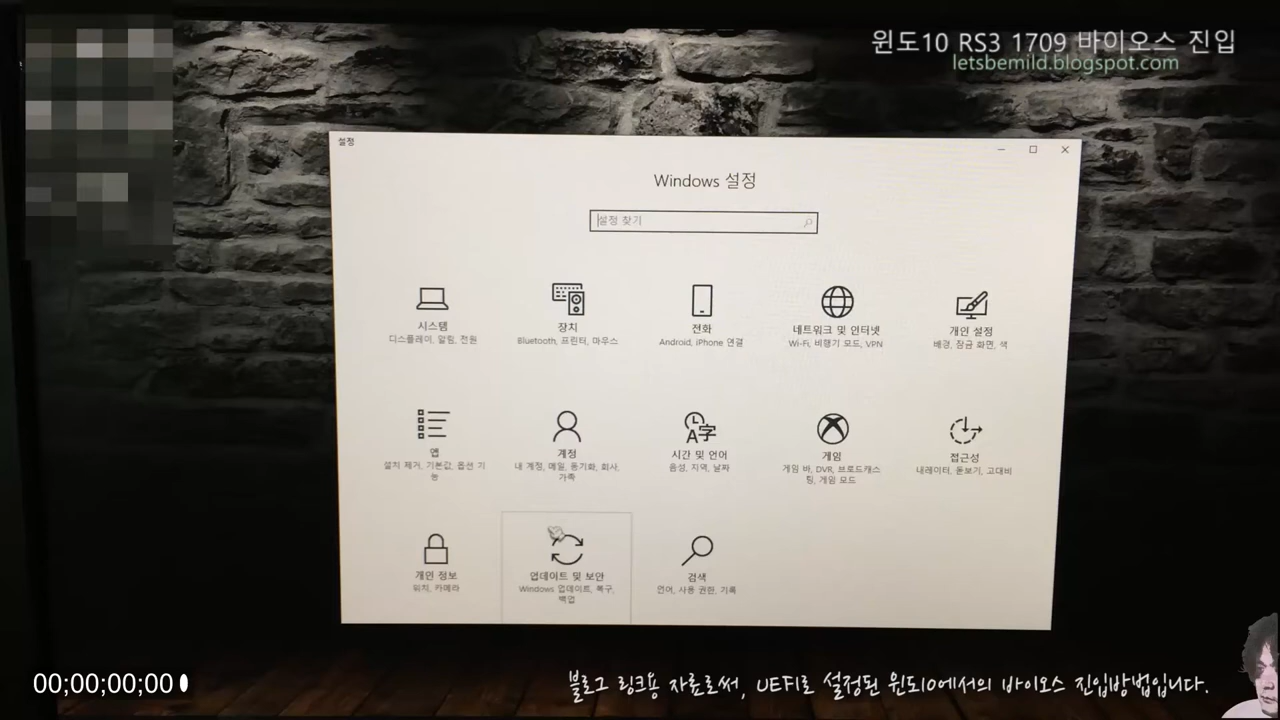 윈도10 RS3 1709 바이오스 진입
letsbemild.blogspot.com
설정
Windows 설정
설정 찾기
시스템
디스플레이, 알림, 전원
장치
Bluetooth, 프린터, 마우스
전화
Android, iPhone 연결
네트워크 및 인터넷
Wi-Fi, 비행기 모드, VPN
개인 설정
배경, 잠금 화면, 색
앱
설치 제거, 기본값, 옵션 기
능
계정
내 계정, 메일, 동기화, 회사,
가족
시간 및 언어
음성, 지역, 날짜
게임
게임 바, DVR, 브로드캐스
팅, 게임 모드
접근성
내레이터, 돋보기, 고대비
개인 정보
위치, 카메라
업데이트 및 보안
Windows 업데이트, 복구,
백업
검색
언어, 사용 권한, 기록
00;00;00;00
블로그 링크용 자료로써, UEFI로 설정된 윈도10에서의 바이오스 진입방법입니다.